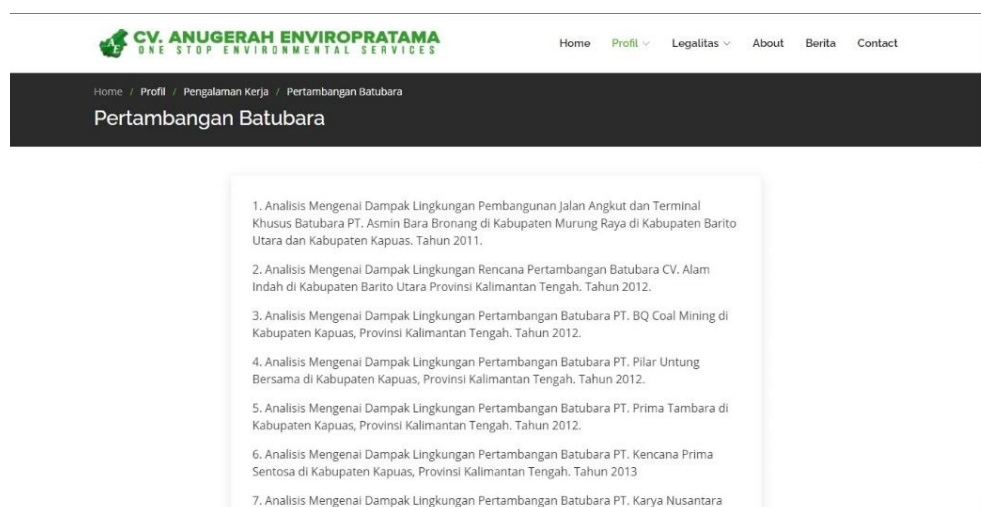 CV. ANUGERAH ENVIROPRATAMA
ONE STOP ENVIRONMENTAL SERVICES
AE
Home Profil Legalitas About Berita Contact
Home / Profil / Pengalaman Kerja / Pertambangan Batubara
Pertambangan Batubara
1. Analisis Mengenai Dampak Lingkungan Pembangunan Jalan Angkut dan Terminal
Khusus Batubara PT. Asmin Bara Bronang di Kabupaten Murung Raya di Kabupaten Barito
Utara dan Kabupaten Kapuas. Tahun 2011.
2. Analisis Mengenai Dampak Lingkungan Rencana Pertambangan Batubara CV. Alam
Indah di Kabupaten Barito Utara Provinsi Kalimantan Tengah. Tahun 2012.
3. Analisis Mengenai Dampak Lingkungan Pertambangan Batubara PT. BQ Coal Mining di
Kabupaten Kapuas, Provinsi Kalimantan Tengah. Tahun 2012.
4. Analisis Mengenai Dampak Lingkungan Pertambangan Batubara PT. Pilar Untung
Bersama di Kabupaten Kapuas, Provinsi Kalimantan Tengah. Tahun 2012.
5. Analisis Mengenai Dampak Lingkungan Pertambangan Batubara PT. Prima Tambara di
Kabupaten Kapuas, Provinsi Kalimantan Tengah. Tahun 2012.
6. Analisis Mengenai Dampak Lingkungan Pertambangan Batubara PT. Kencana Prima
Sentosa di Kabupaten Kapuas, Provinsi Kalimantan Tengah. Tahun 2013
7. Analisis Mengenai Dampak Lingkungan Pertambangan Batubara PT. Karya Nusantara